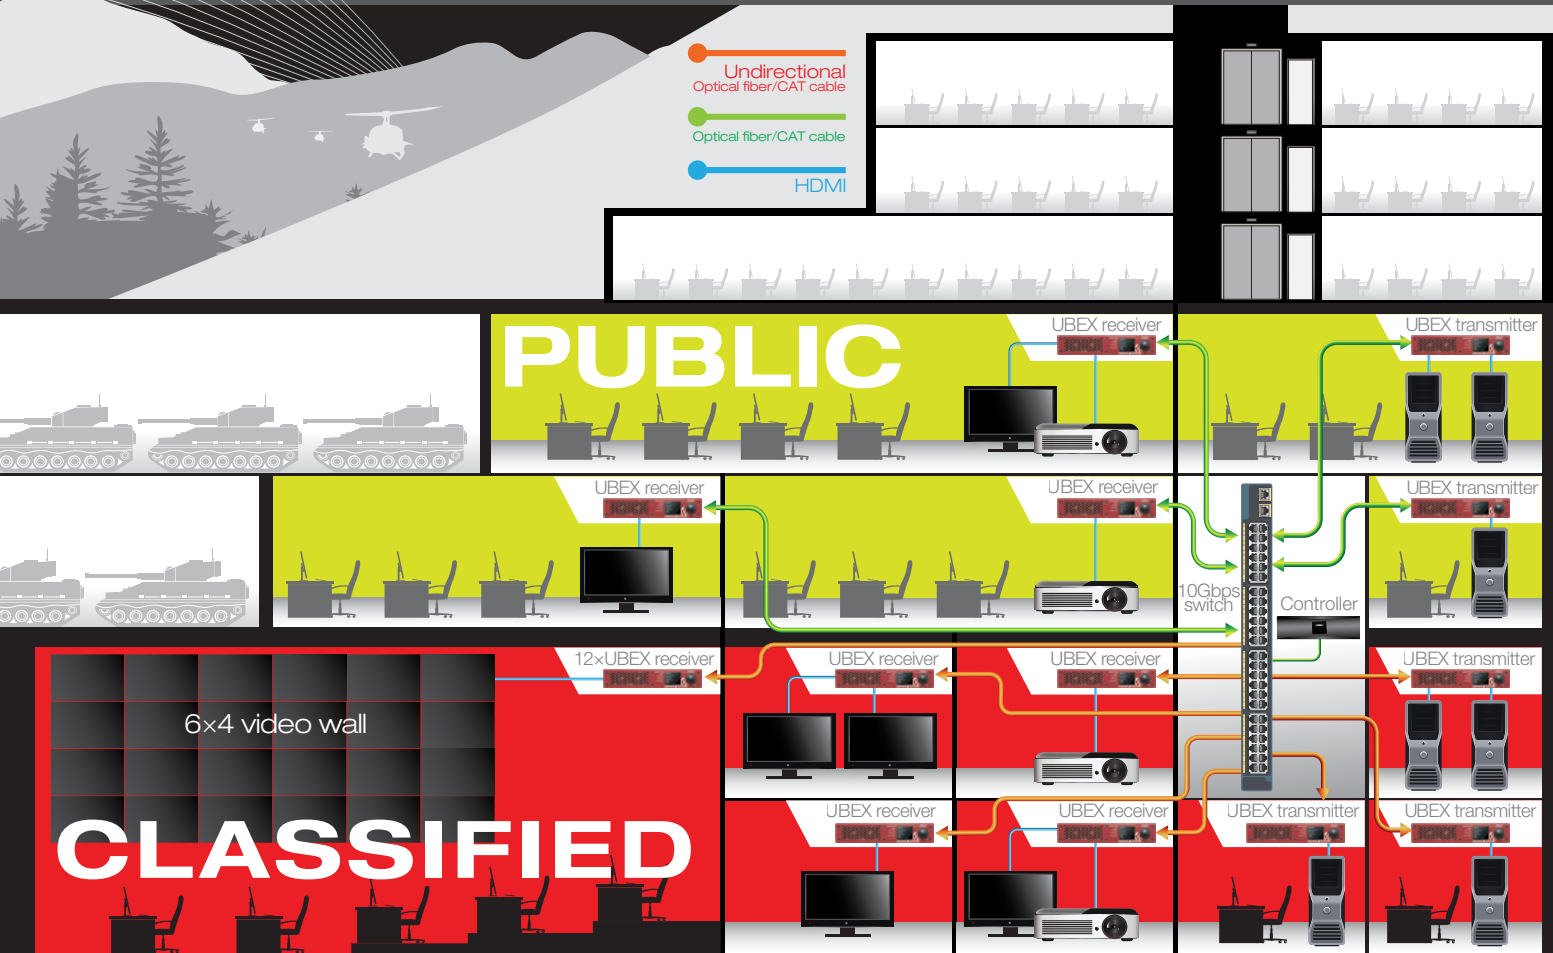 Undirectional
Optical fiber/CAT cable
Optical fiber/CAT cable
HDMI
PUBLIC
UBEX receiver
UBEX transmitter
UBEX receiver
UBEX receiver
UBEX transmitter
10Gbps
switch
Controller
12×UBEX receiver
UBEX receiver
UBEX receiver
UBEX transmitter
6×4 video wall
CLASSIFIED
UBEX receiver
UBEX receiver
UBEX transmitter
UBEX transmitter